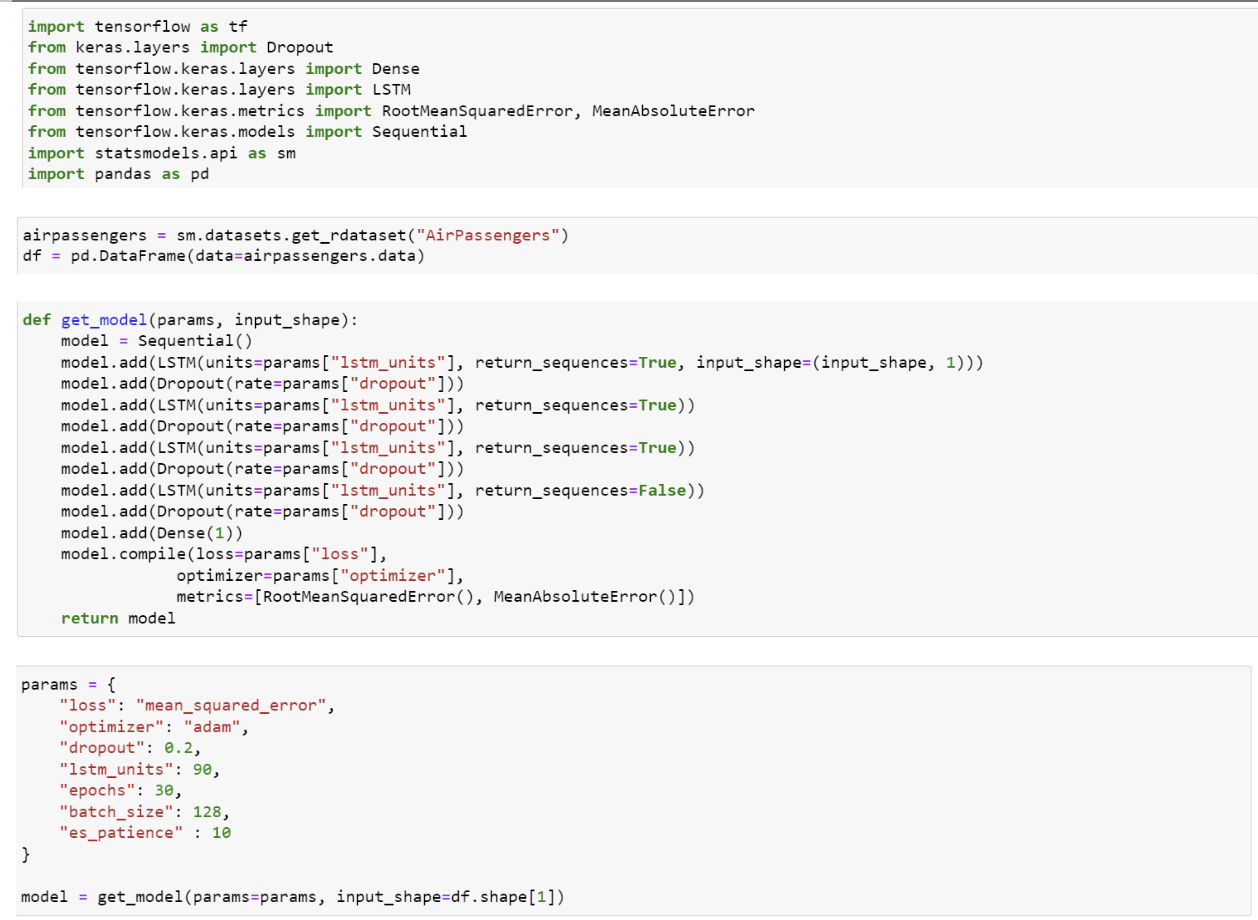 import tensorflow as tf
from keras.layers import Dropout
from tensorflow.keras.layers import Dense
from tensorflow.keras.layers import LSTM
from tensorflow.keras.metrics import RootMeanSquaredError, MeanAbsoluteError
from tensorflow.keras.models import Sequential
import statsmodels.api as sm
import pandas as pd
airpassengers = sm.datasets.get_rdataset("AirPassengers")
df = pd.DataFrame(data=airpassengers.data)
def get_model(params, input_shape):
    model = Sequential()
    model.add(LSTM(units=params["lstm_units"], return_sequences=True, input_shape=(input_shape, 1)))
    model.add(Dropout(rate=params["dropout"]))
    model.add(LSTM(units=params["lstm_units"], return_sequences=True))
    model.add(Dropout(rate=params["dropout"]))
    model.add(LSTM(units=params["lstm_units"], return_sequences=True))
    model.add(Dropout(rate=params["dropout"]))
    model.add(LSTM(units=params["lstm_units"], return_sequences=False))
    model.add(Dropout(rate=params["dropout"]))
    model.add(Dense(1))
    model.compile(loss=params["loss"],
                optimizer=params["optimizer"],
                metrics=[RootMeanSquaredError(), MeanAbsoluteError()])
    return model
params = {
    "loss": "mean_squared_error",
    "optimizer": "adam",
    "dropout": 0.2,
    "lstm_units": 90,
    "epochs": 30,
    "batch_size": 128,
    "es_patience" : 10
}
model = get_model(params=params, input_shape=df.shape[1])